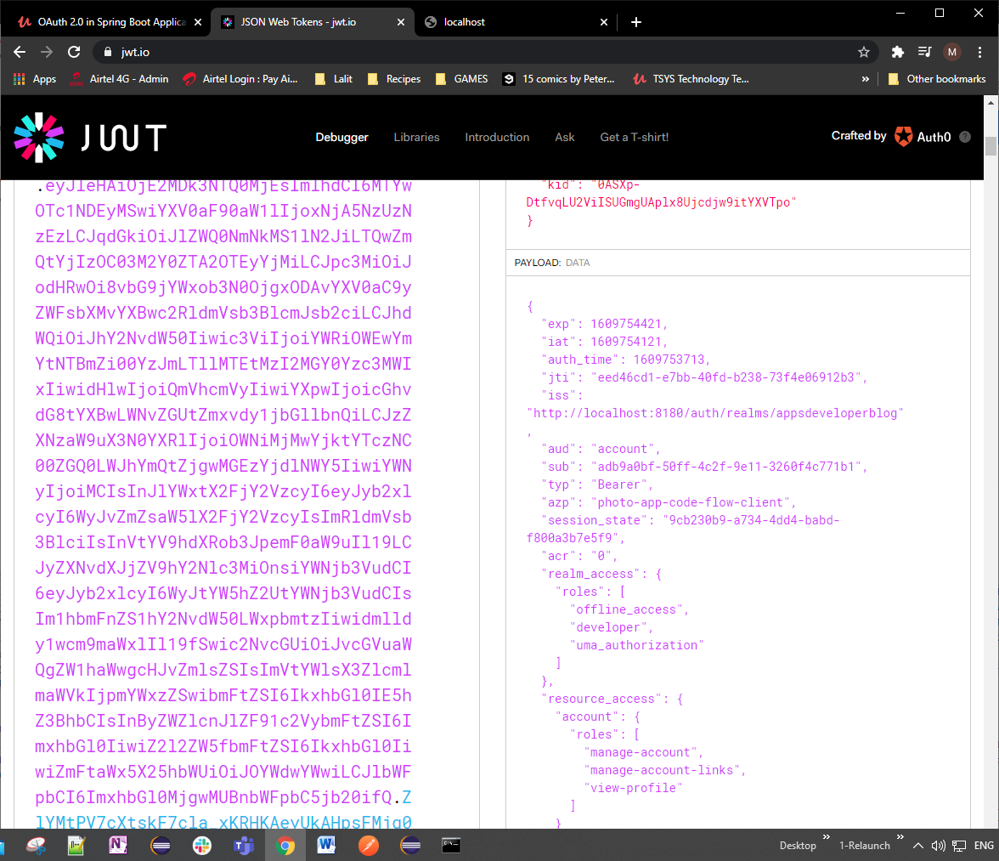 OAuth 2.0 in Spring Boot Applica
JSON Web Tokens - jwt.io
localhost
jwt.io
M
Apps
airtel
Airtel 4G - Admin
Airtel Login : Pay Ai...
Lalit
Recipes
GAMES
15 comics by Peter...
TSYS Technology Te...
»
Other bookmarks
JWT
Debugger
Libraries
Introduction
Ask
Get a T-shirt!
Crafted by
Auth0
?
.eyJleHAiOjE2MDk3NTQ0MjEsImlhdCI6MTYw
OTc1NDEyMSwiYXV0aF90aW1lIjoxNjA5NzUzN
zEzLCJqdGkiOiJlZWQ0NmNkMS1lN2JiLTQwZm
QtYjIzOC03M2Y0ZTA2OTEyYjMiLCJpc3MiOiJ
odHRwOi8vbG9jYWxob3N0OjgxODAvYXV0aC9y
ZWFsbXMvYXBwc2RldmVsb3BlcmJsb2ciLCJhd
WQiOiJhY2NvdW50Iiwic3ViIjoiYWRiOWEwYm
YtNTBmZi00YzJmLTllMTEtMzI2MGY0Yzc3MWI
xIiwidHlwIjoiQmVhcmVyIiwiYXpwIjoicGhv
dG8tYXBwLWNvZGUtZmxvdy1jbGllbnQiLCJzZ
XNzaW9uX3N0YXRlIjoiOWNiMjMwYjktYTczNC
00ZGQ0LWJhYmQtZjgwMGEzYjdlNWY5IiwiYWN
yIjoiMCIsInJlYWxtX2FjY2VzcyI6eyJyb2xl
cyI6WyJvZmZsaW5lX2FjY2VzcyIsImRldmVsb
3BlciIsInVtYV9hdXRob3JpemF0aW9uIl19LC
JyZXNvdXJjZV9hY2Nlc3MiOnsiYWNjb3VudCI
6eyJyb2xlcyI6WyJtYW5hZ2UtYWNjb3VudCIs
Im1hbmFnZS1hY2NvdW50LWxpbmtzIiwidmlld
y1wcm9maWxlIl19fSwic2NvcGUiOiJvcGVuaW
QgZW1haWwgcHJvZmlsZSIsImVtYWlsX3Zlcml
maWVkIjpmYWxzZSwibmFtZSI6IkxhbGl0IE5h
Z3BhbCIsInByZWZlcnJlZF91c2VybmFtZSI6I
mxhbGl0IiwiZ2l2ZW5fbmFtZSI6IkxhbGl0Ii
wiZmFtaWx5X25hbWUiOiJOYWdwYWwiLCJlbWF
pbCI6ImxhbGl0MjgwMUBnbWFpbC5jb20ifQ.Z
"kid": "0ASXp-
DtfvqLU2ViISUGmgUAplx8Ujcdjw9itYXVTpo"
}
PAYLOAD: DATA
{
"exp": 1609754421,
"iat": 1609754121,
"auth_time": 1609753713,
"jti": "eed46cd1-e7bb-40fd-b238-73f4e06912b3",
"iss":
"http://localhost:8180/auth/realms/appsdeveloperblog"
,
"aud": "account",
"sub": "adb9a0bf-50ff-4c2f-9e11-3260f4c771b1",
"typ": "Bearer",
"azp": "photo-app-code-flow-client",
"session_state": "9cb230b9-a734-4dd4-babd-
f800a3b7e5f9",
"acr": "0",
"realm_access": {
"roles": [
"offline_access",
"developer",
"uma_authorization"
]
},
"resource_access": {
"account": {
"roles": [
"manage-account",
"manage-account-links",
"view-profile"
]
}
Desktop
»
1-Relaunch
»
ENG